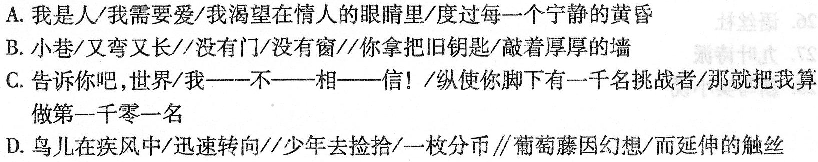 A. 我是人/我需要爱/我渴望在情人的眼睛里/度过每一个宁静的黄昏
B. 小巷/又弯又长//没有门/没有窗//你拿把旧钥匙/敲着厚厚的墙
C. 告诉你吧,世界/我——不——相——信！/纵使你脚下有一千名挑战者/那就把我算
做第一千零一名
D. 鸟儿在疾风中/迅速转向//少年去捡拾/一枚分币//葡萄藤因幻想/而延伸的触丝